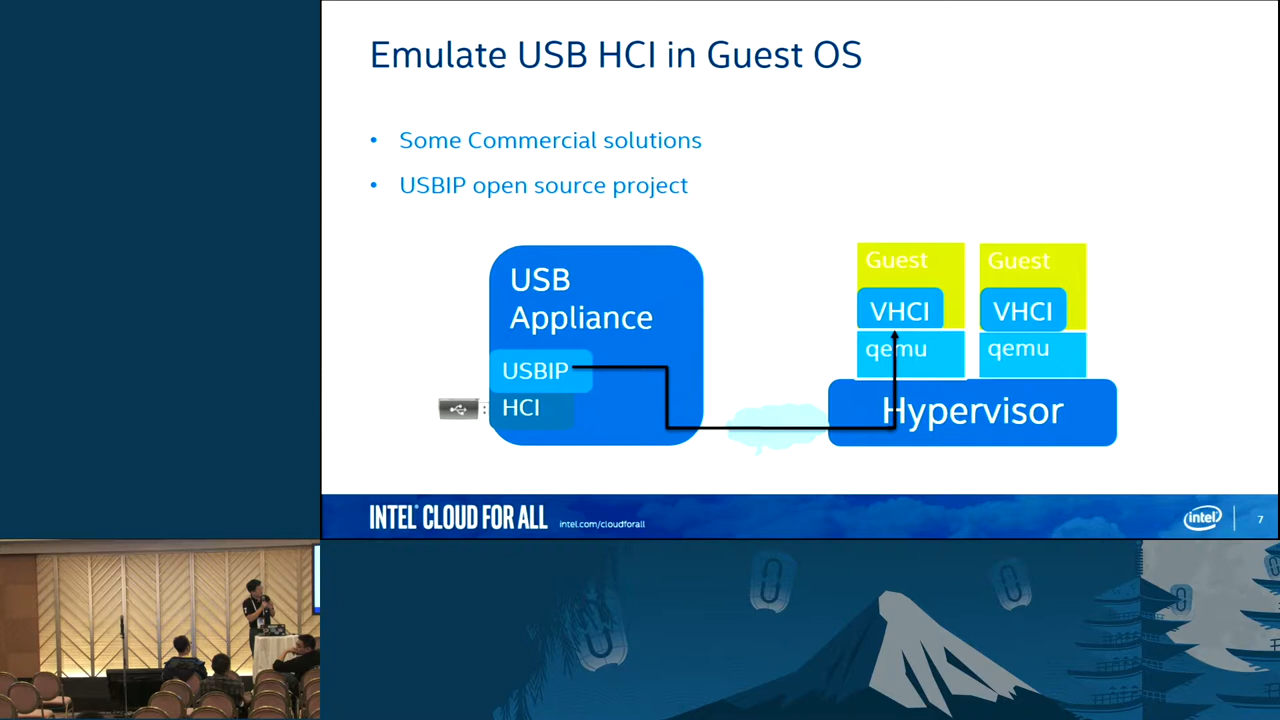 Emulate USB HCI in Guest OS
• Some Commercial solutions
• USBIP open source project
USB
Appliance
USBIP
HCI
Guest
VHCI
qemu
Guest
VHCI
qemu
Hypervisor
INTEL® CLOUD FOR ALL
intel.com/cloudforall
intel
7